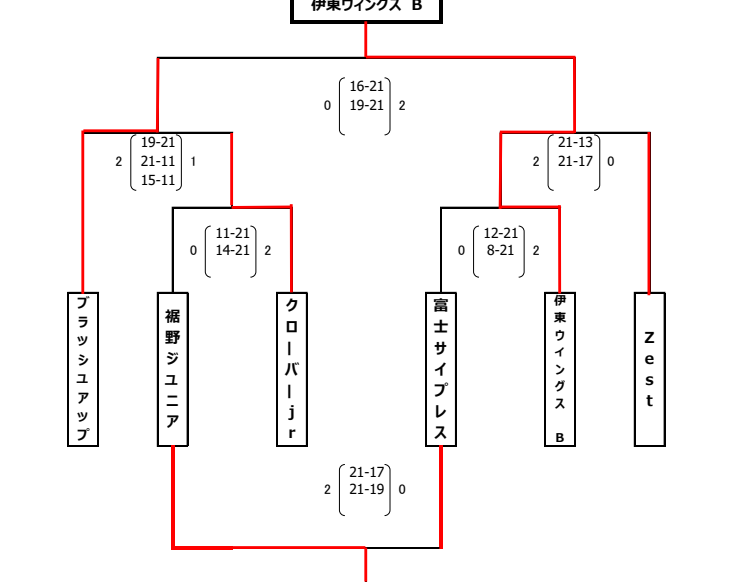 伊東ウィングス B
16-21
0 19-21 2
19-21 21-13
2 21-11 1 2 21-17 0
15-11
11-21 12-21
0 14-21 2 0 8-21 2
ブラッシュアップ
裾野ジュニア
クローバーjr
富士サイプレス
伊東ウイングス B
Zest
21-17
2 21-19 0